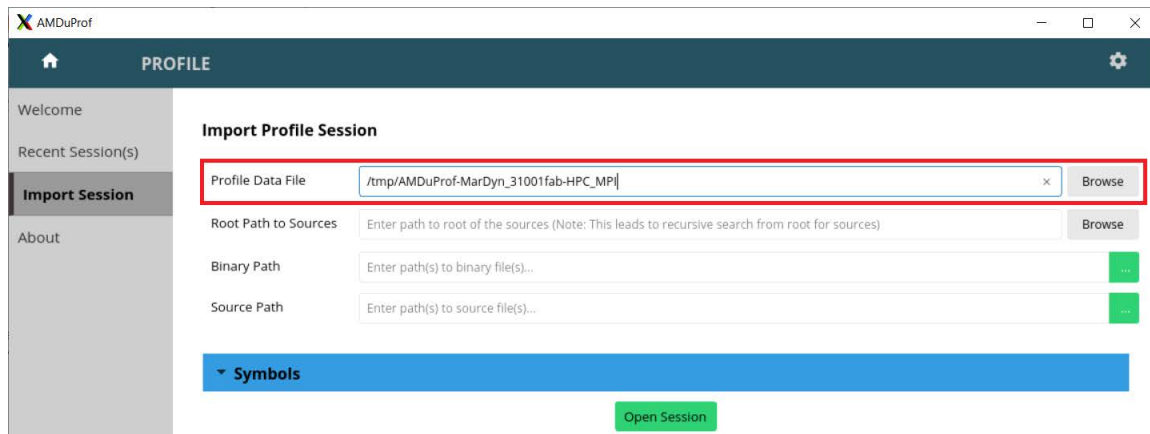 AMDuProf
PROFILE
Welcome
Recent Session(s)
Import Session
About
Import Profile Session
Profile Data File /tmp/AMDuProf-MarDyn_31001fab-HPC_MPI × Browse
Root Path to Sources Enter path to root of the sources (Note: This leads to recursive search from root for sources) Browse
Binary Path Enter path(s) to binary file(s)... ...
Source Path Enter path(s) to source file(s)... ...
Symbols
Open Session